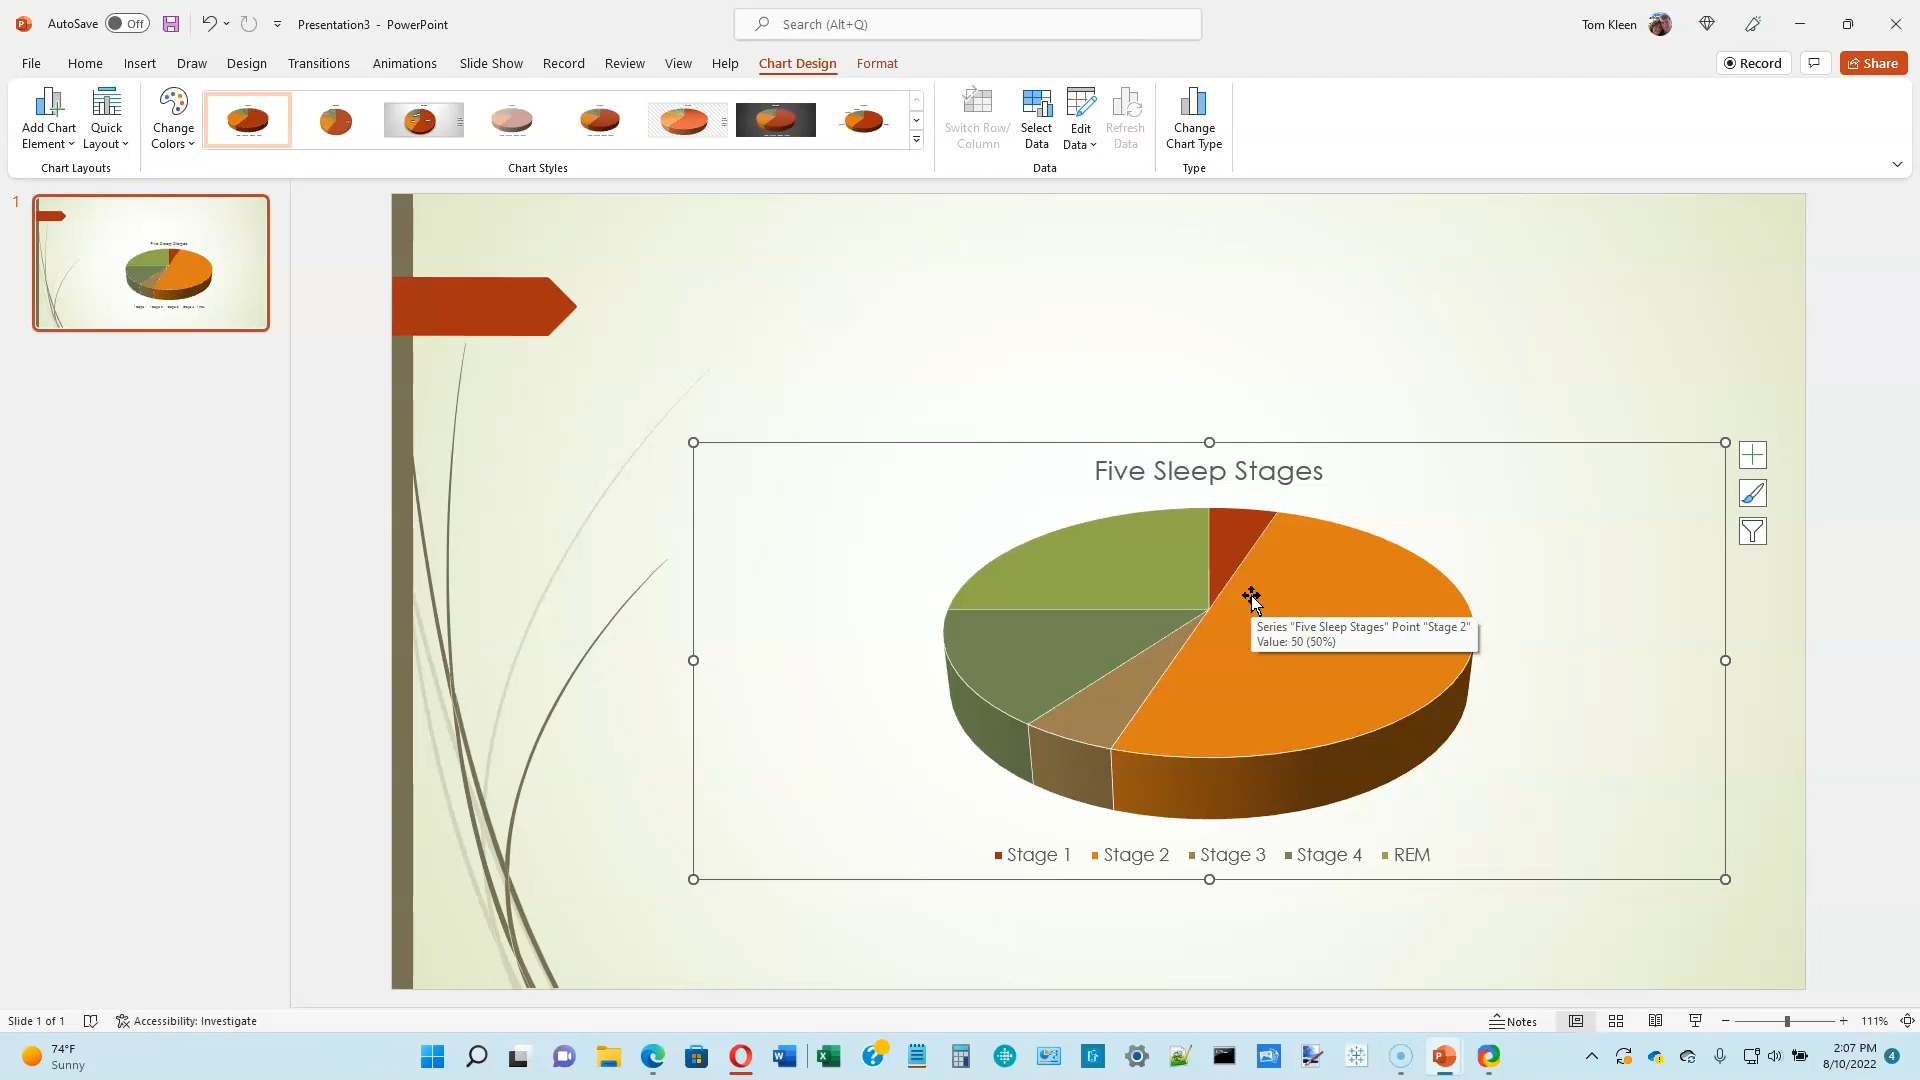 AutoSave Off Presentation3 - PowerPoint Search (Alt+Q) Tom Kleen
File Home Insert Draw Design Transitions Animations Slide Show Record Review View Help Chart Design Format Record Share
Add Chart Element Quick Layout Change Colors Switch Row/ Column Select Data Edit Data Refresh Data Change Chart Type
Chart Layouts Chart Styles Data Type
1
Five Sleep Stages
Five Sleep Stages
Series "Five Sleep Stages" Point "Stage 2"
Value: 50 (50%)
Stage 1 Stage 2 Stage 3 Stage 4 REM
Slide 1 of 1 Accessibility: Investigate Notes 111%
74°F
Sunny
2:07 PM
8/10/2022 4